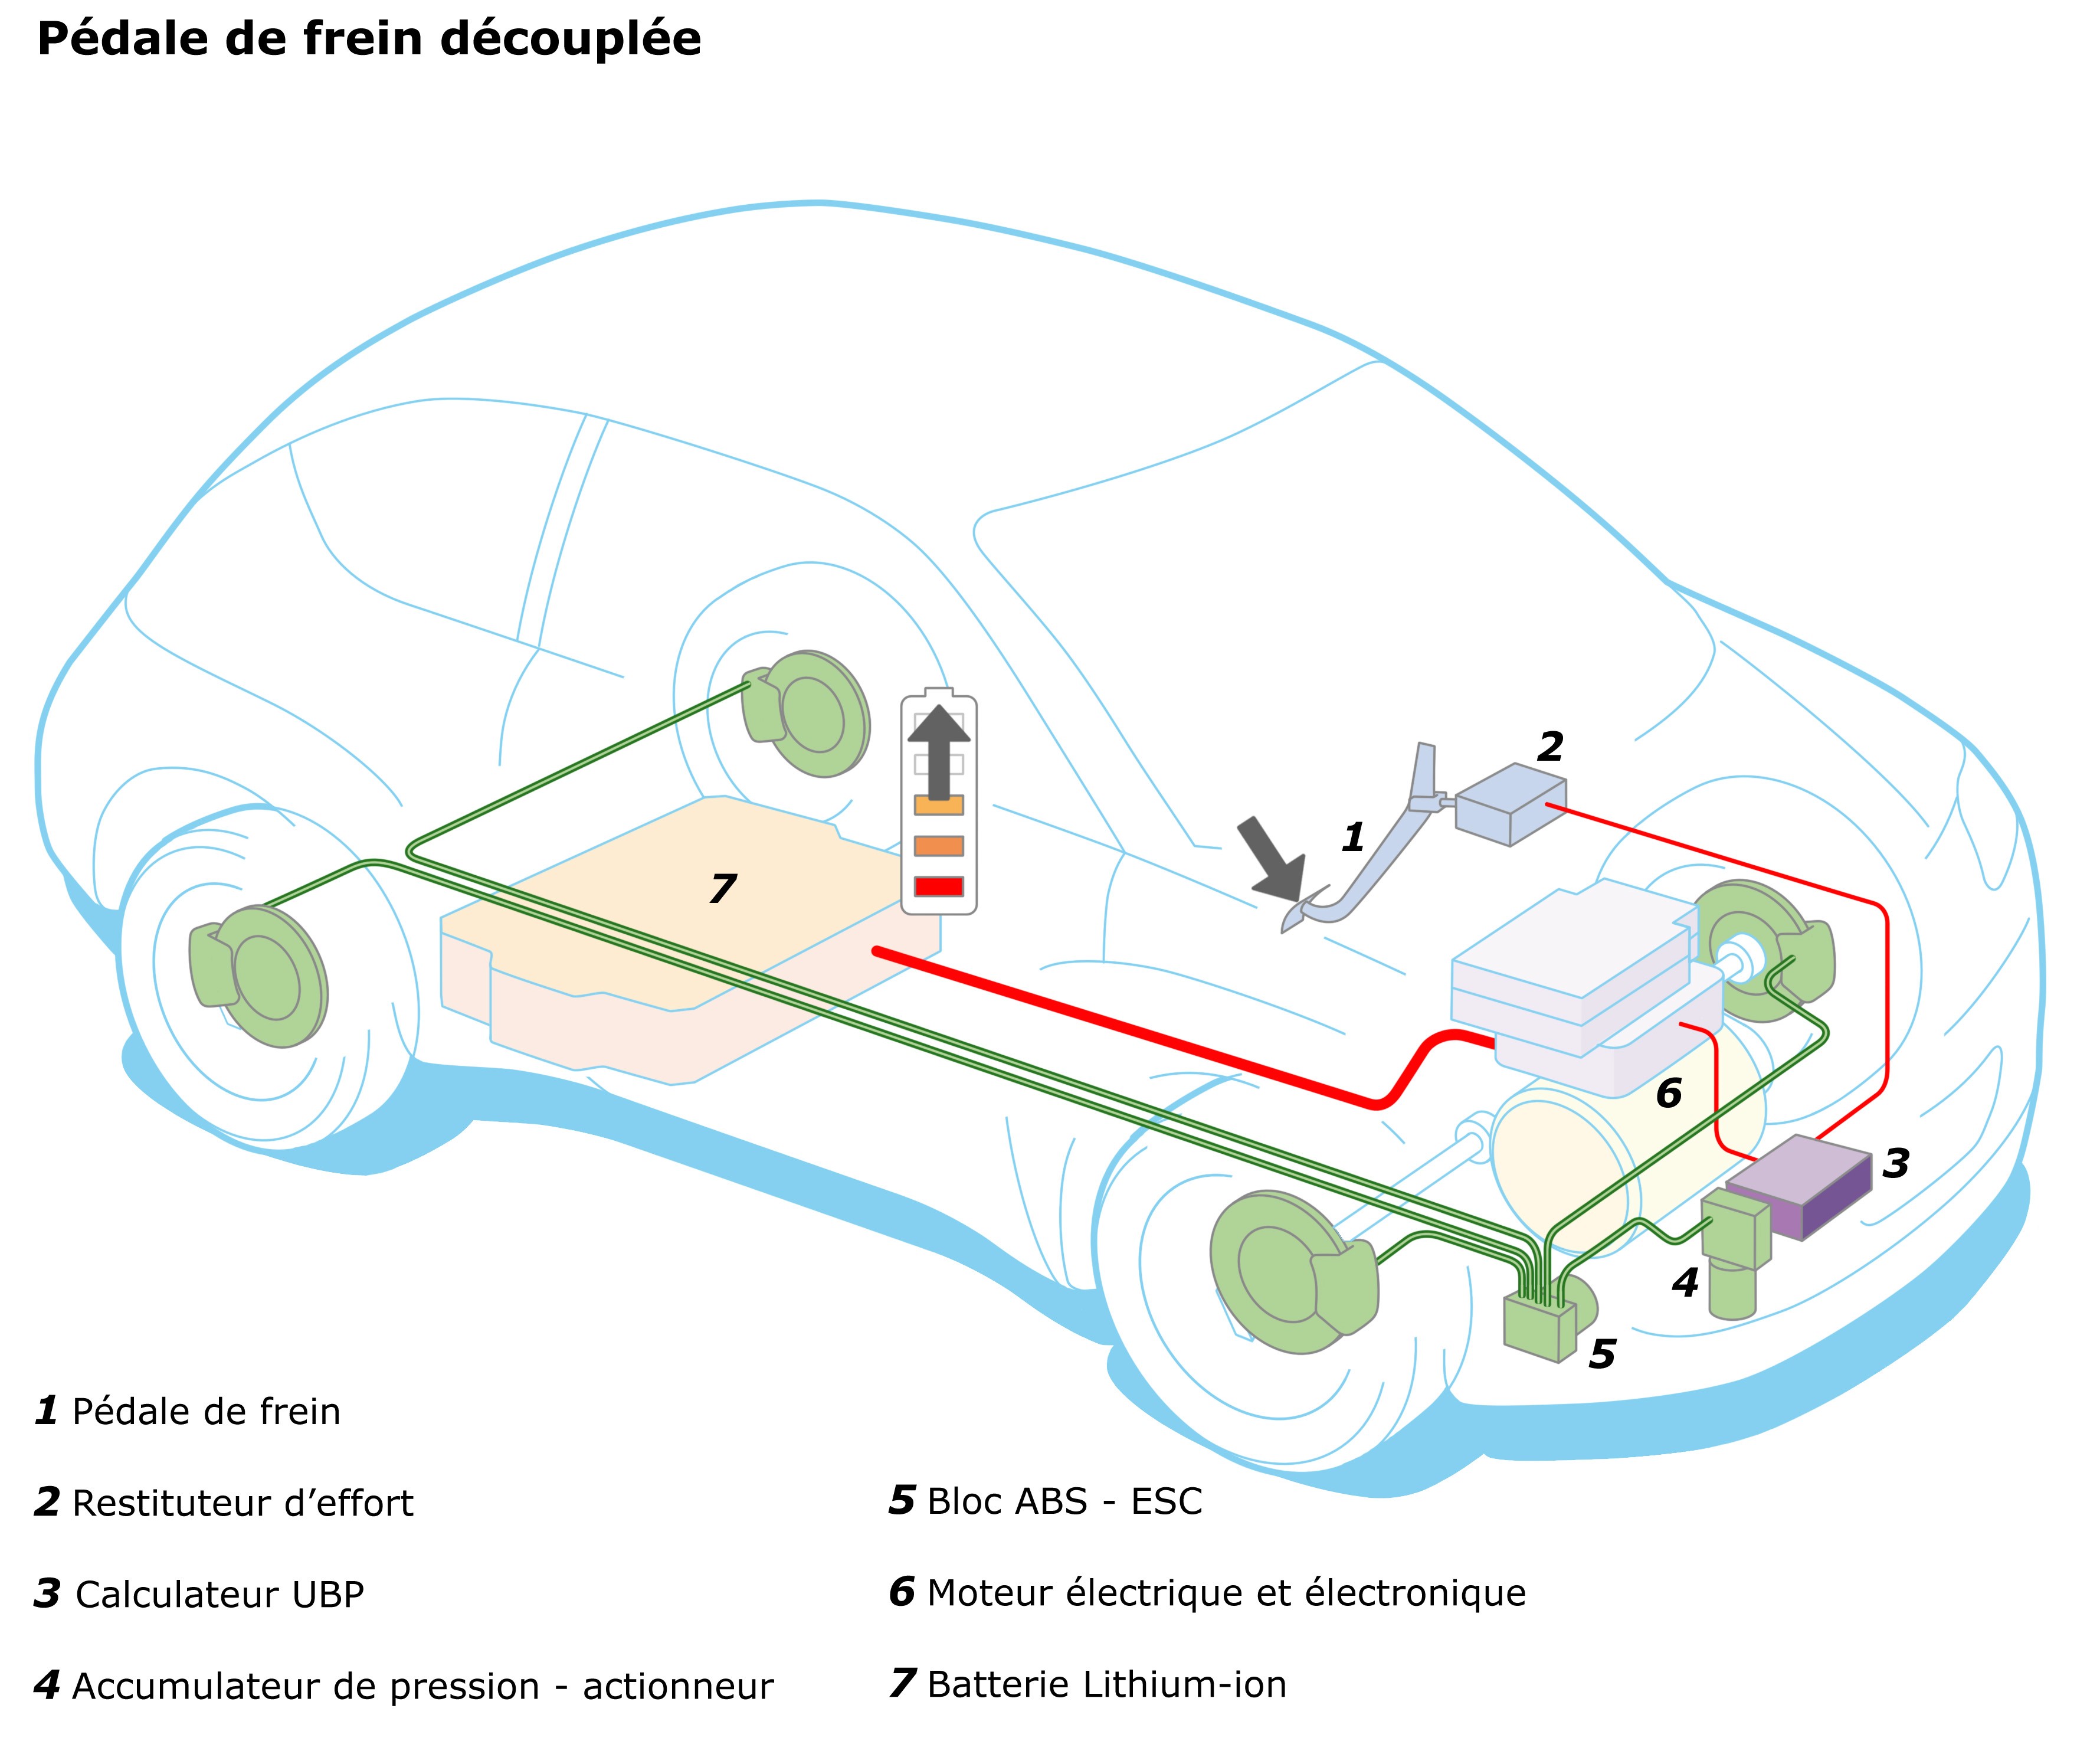 Pédale de frein découplée
2
1
7
6
3
4
5
1 Pédale de frein
2 Restituteur d’effort
3 Calculateur UBP
4 Accumulateur de pression - actionneur
5 Bloc ABS - ESC
6 Moteur électrique et électronique
7 Batterie Lithium-ion